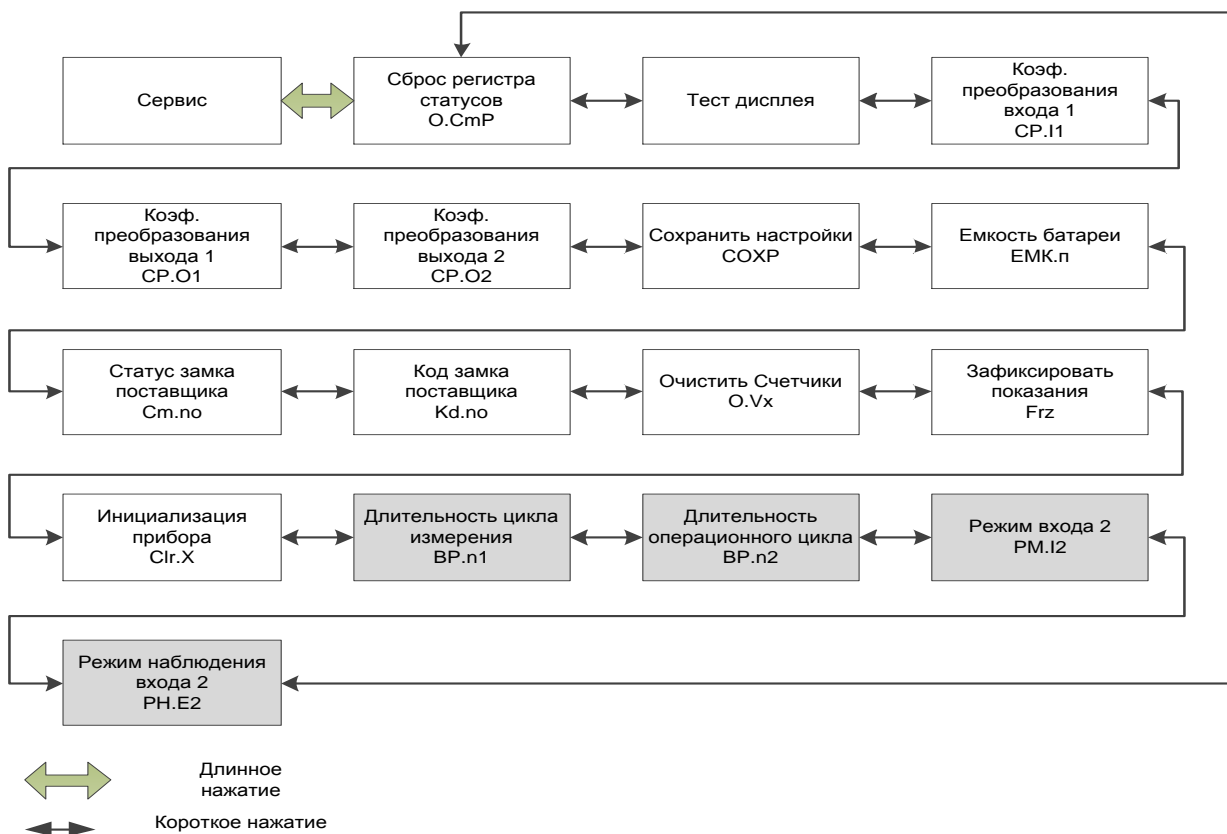 Сервис
Сброс регистра
статусов
O.CmP
Тест дисплея
Коэф.
преобразования
входа 1
CP.I1
Коэф.
преобразования
выхода 1
CP.O1
Коэф.
преобразования
выхода 2
CP.O2
Сохранить настройки
СОХР
Емкость батареи
ЕМК.п
Статус замка
поставщика
Cm.no
Код замка
поставщика
Kd.no
Очистить Счетчики
O.Vx
Зафиксировать
показания
Frz
Инициализация
прибора
Clr.X
Длительность цикла
измерения
BP.n1
Длительность
операционного цикла
BP.n2
Режим входа 2
PM.I2
Режим наблюдения
входа 2
PH.E2
Длинное
нажатие
Короткое нажатие